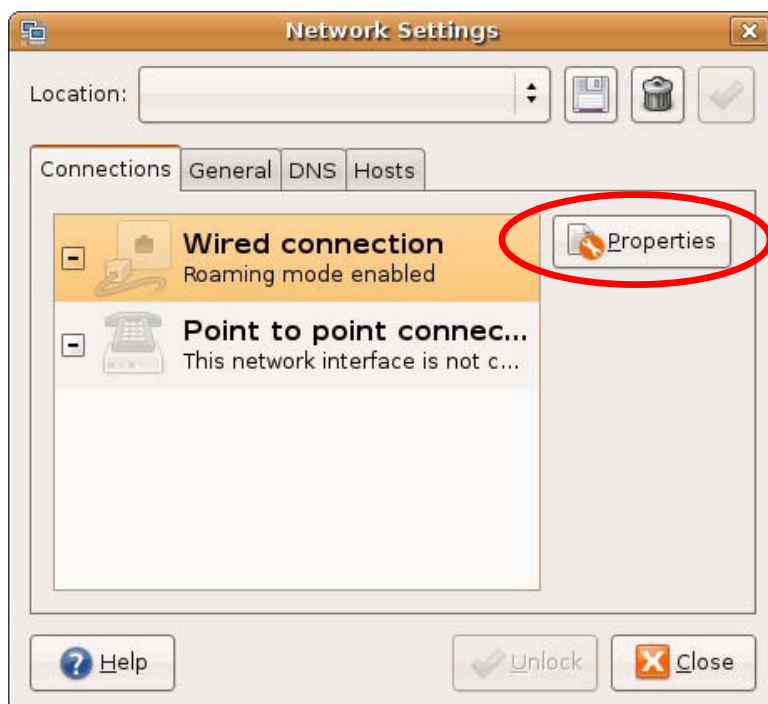 Network Settings
Location:
Connections General DNS Hosts
Wired connection
Roaming mode enabled
Properties
Point to point connec...
This network interface is not c...
Help
Unlock
Close